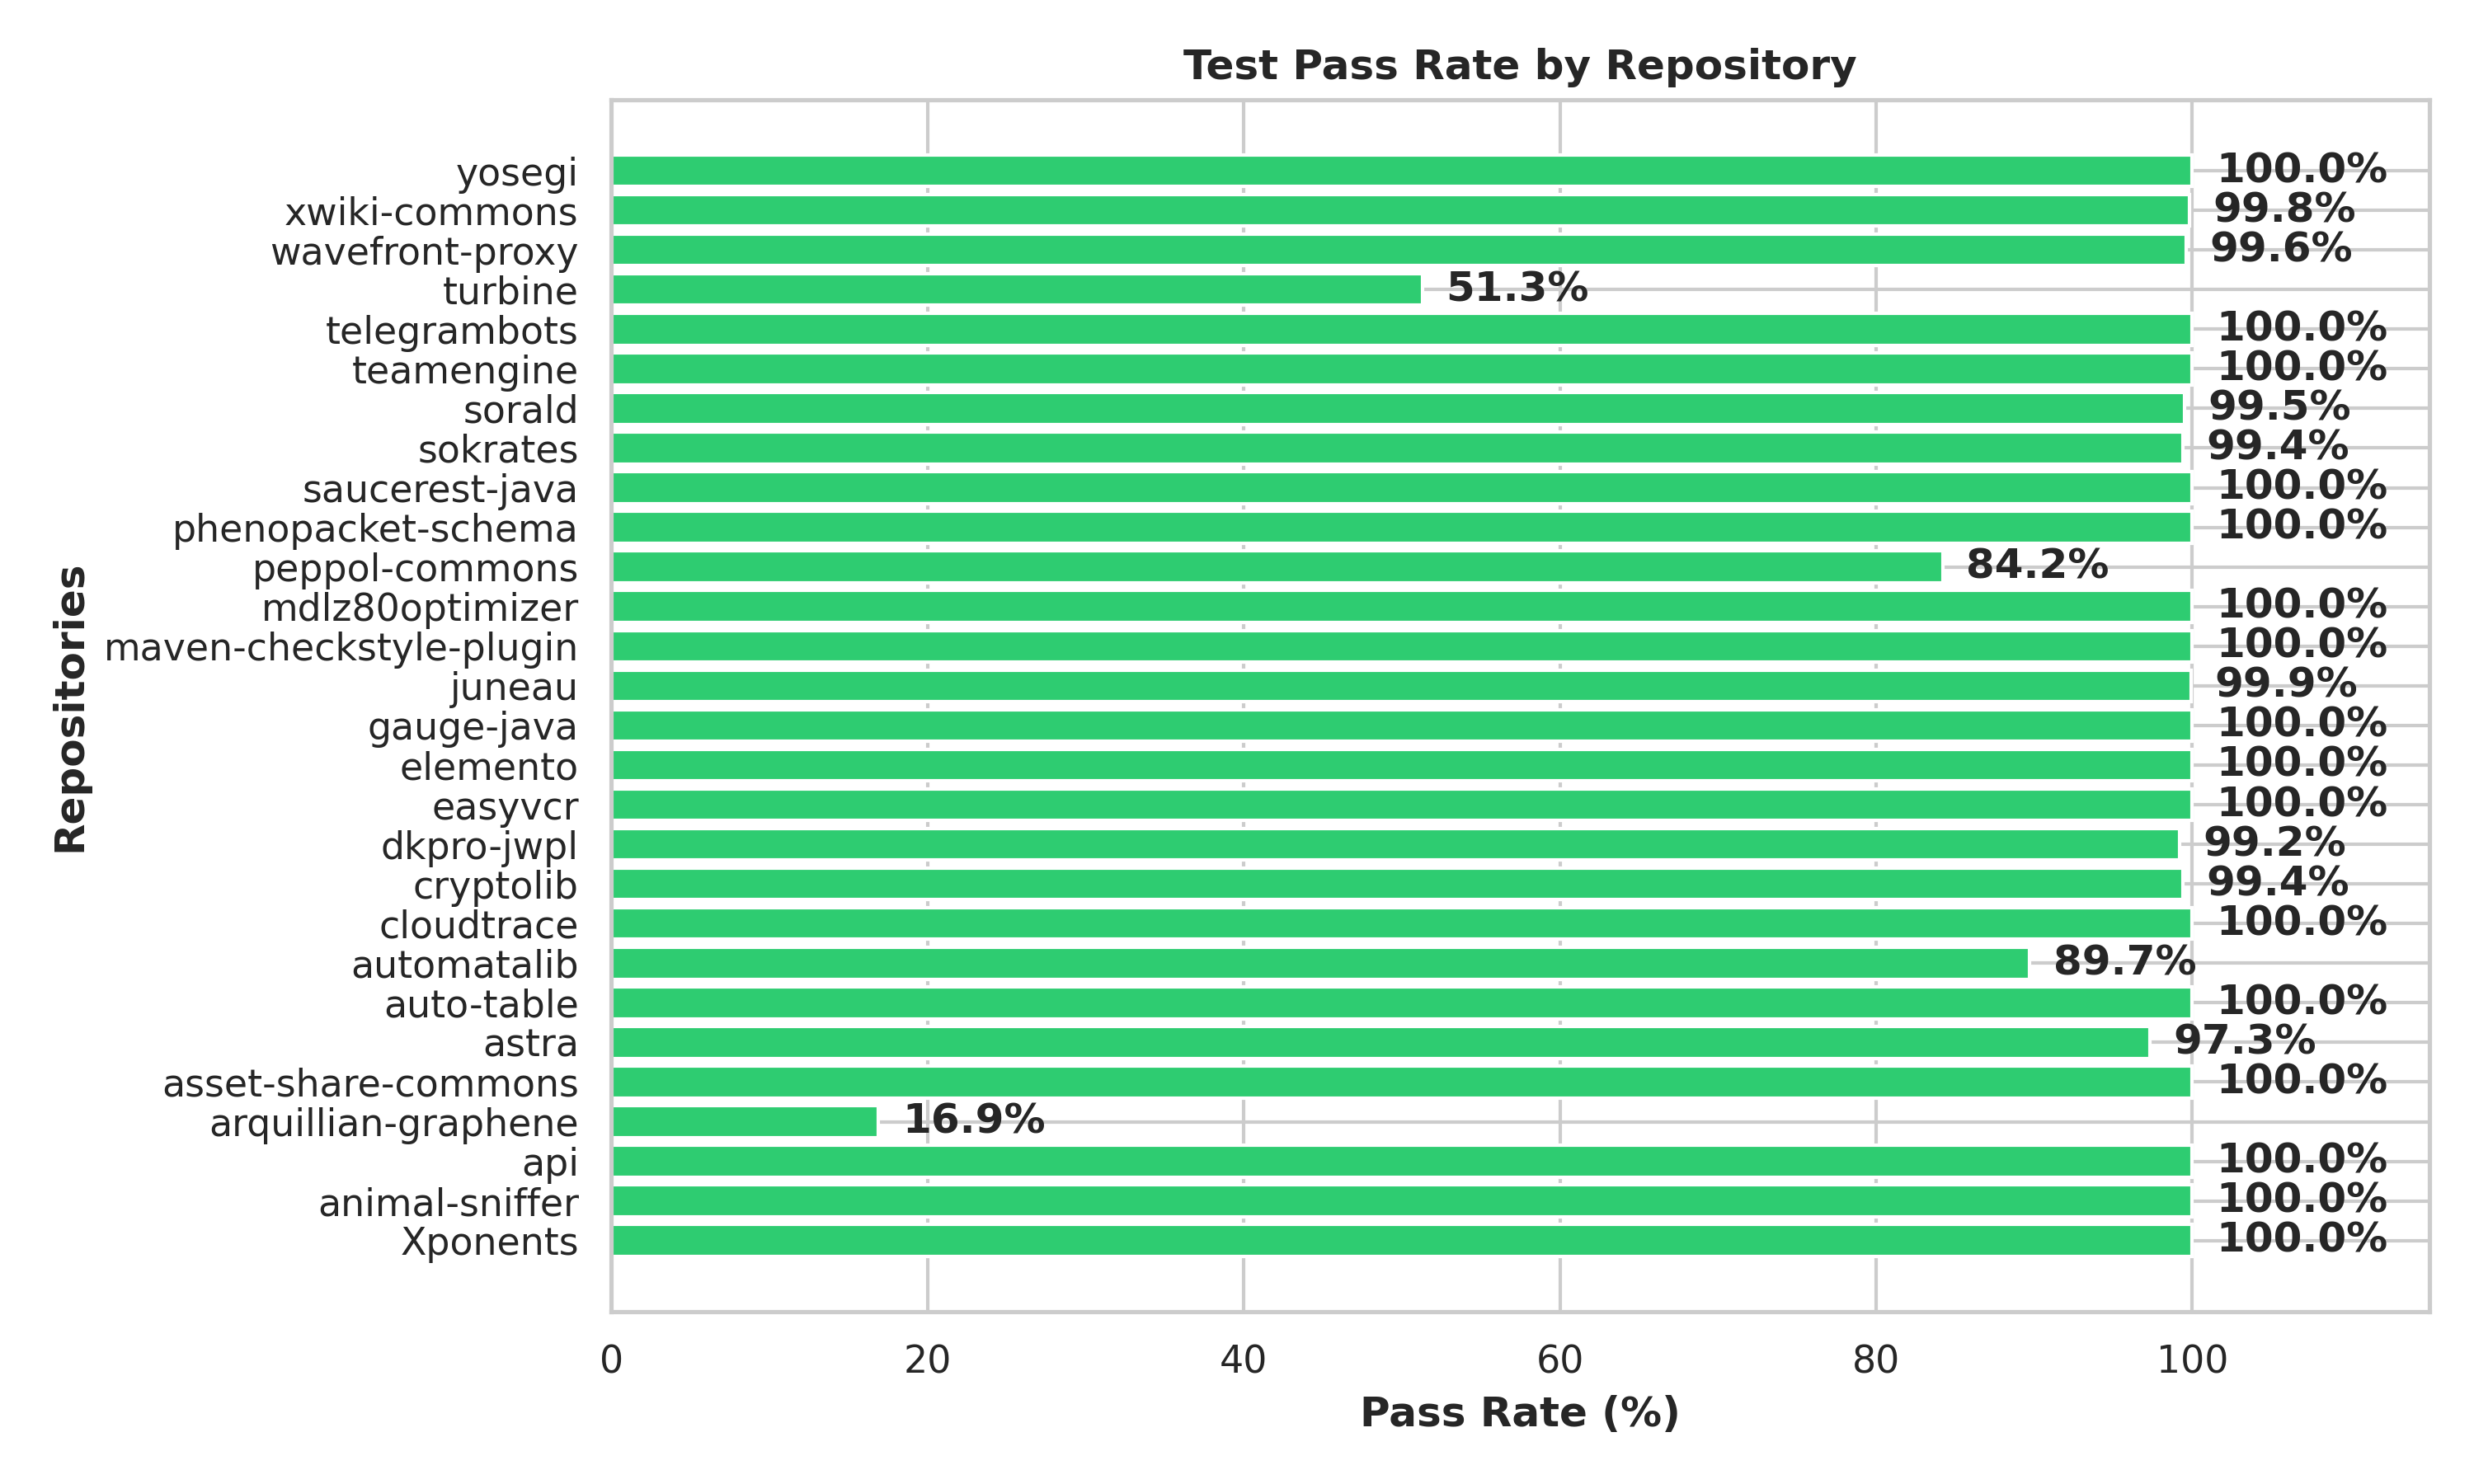 Test Pass Rate by Repository
yosegi 100.0%
xwiki-commons 99.8%
wavefront-proxy 99.6%
turbine 51.3%
telegrambots 100.0%
teamengine 100.0%
sorald 99.5%
sokrates 99.4%
saucerest-java 100.0%
phenopacket-schema 100.0%
peppol-commons 84.2%
mdlz80optimizer 100.0%
maven-checkstyle-plugin 100.0%
juneau 99.9%
gauge-java 100.0%
elemento 100.0%
easyvcr 100.0%
dkpro-jwpl 99.2%
cryptolib 99.4%
cloudtrace 100.0%
automatalib 89.7%
auto-table 100.0%
astra 97.3%
asset-share-commons 100.0%
arquillian-graphene 16.9%
api 100.0%
animal-sniffer 100.0%
Xponents 100.0%
Repositories
0 20 40 60 80 100
Pass Rate (%)